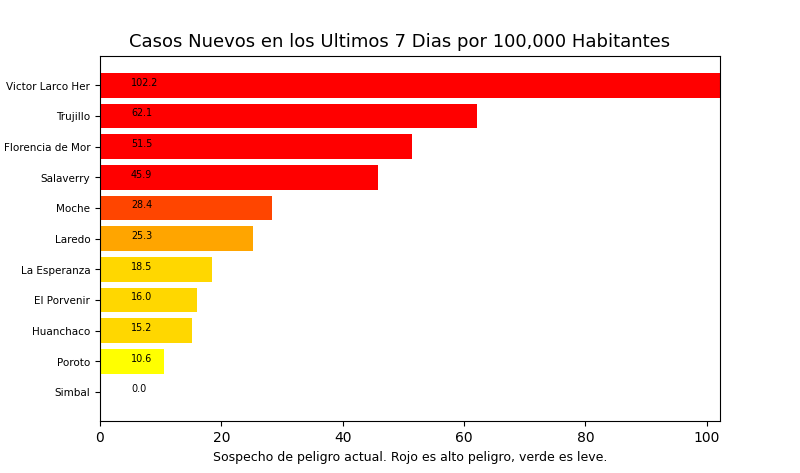 Casos Nuevos en los Ultimos 7 Dias por 100,000 Habitantes
Victor Larco Her 102.2
Trujillo 62.1
Florencia de Mor 51.5
Salaverry 45.9
Moche 28.4
Laredo 25.3
La Esperanza 18.5
El Porvenir 16.0
Huanchaco 15.2
Poroto 10.6
Simbal 0.0
0 20 40 60 80 100
Sospecho de peligro actual. Rojo es alto peligro, verde es leve.